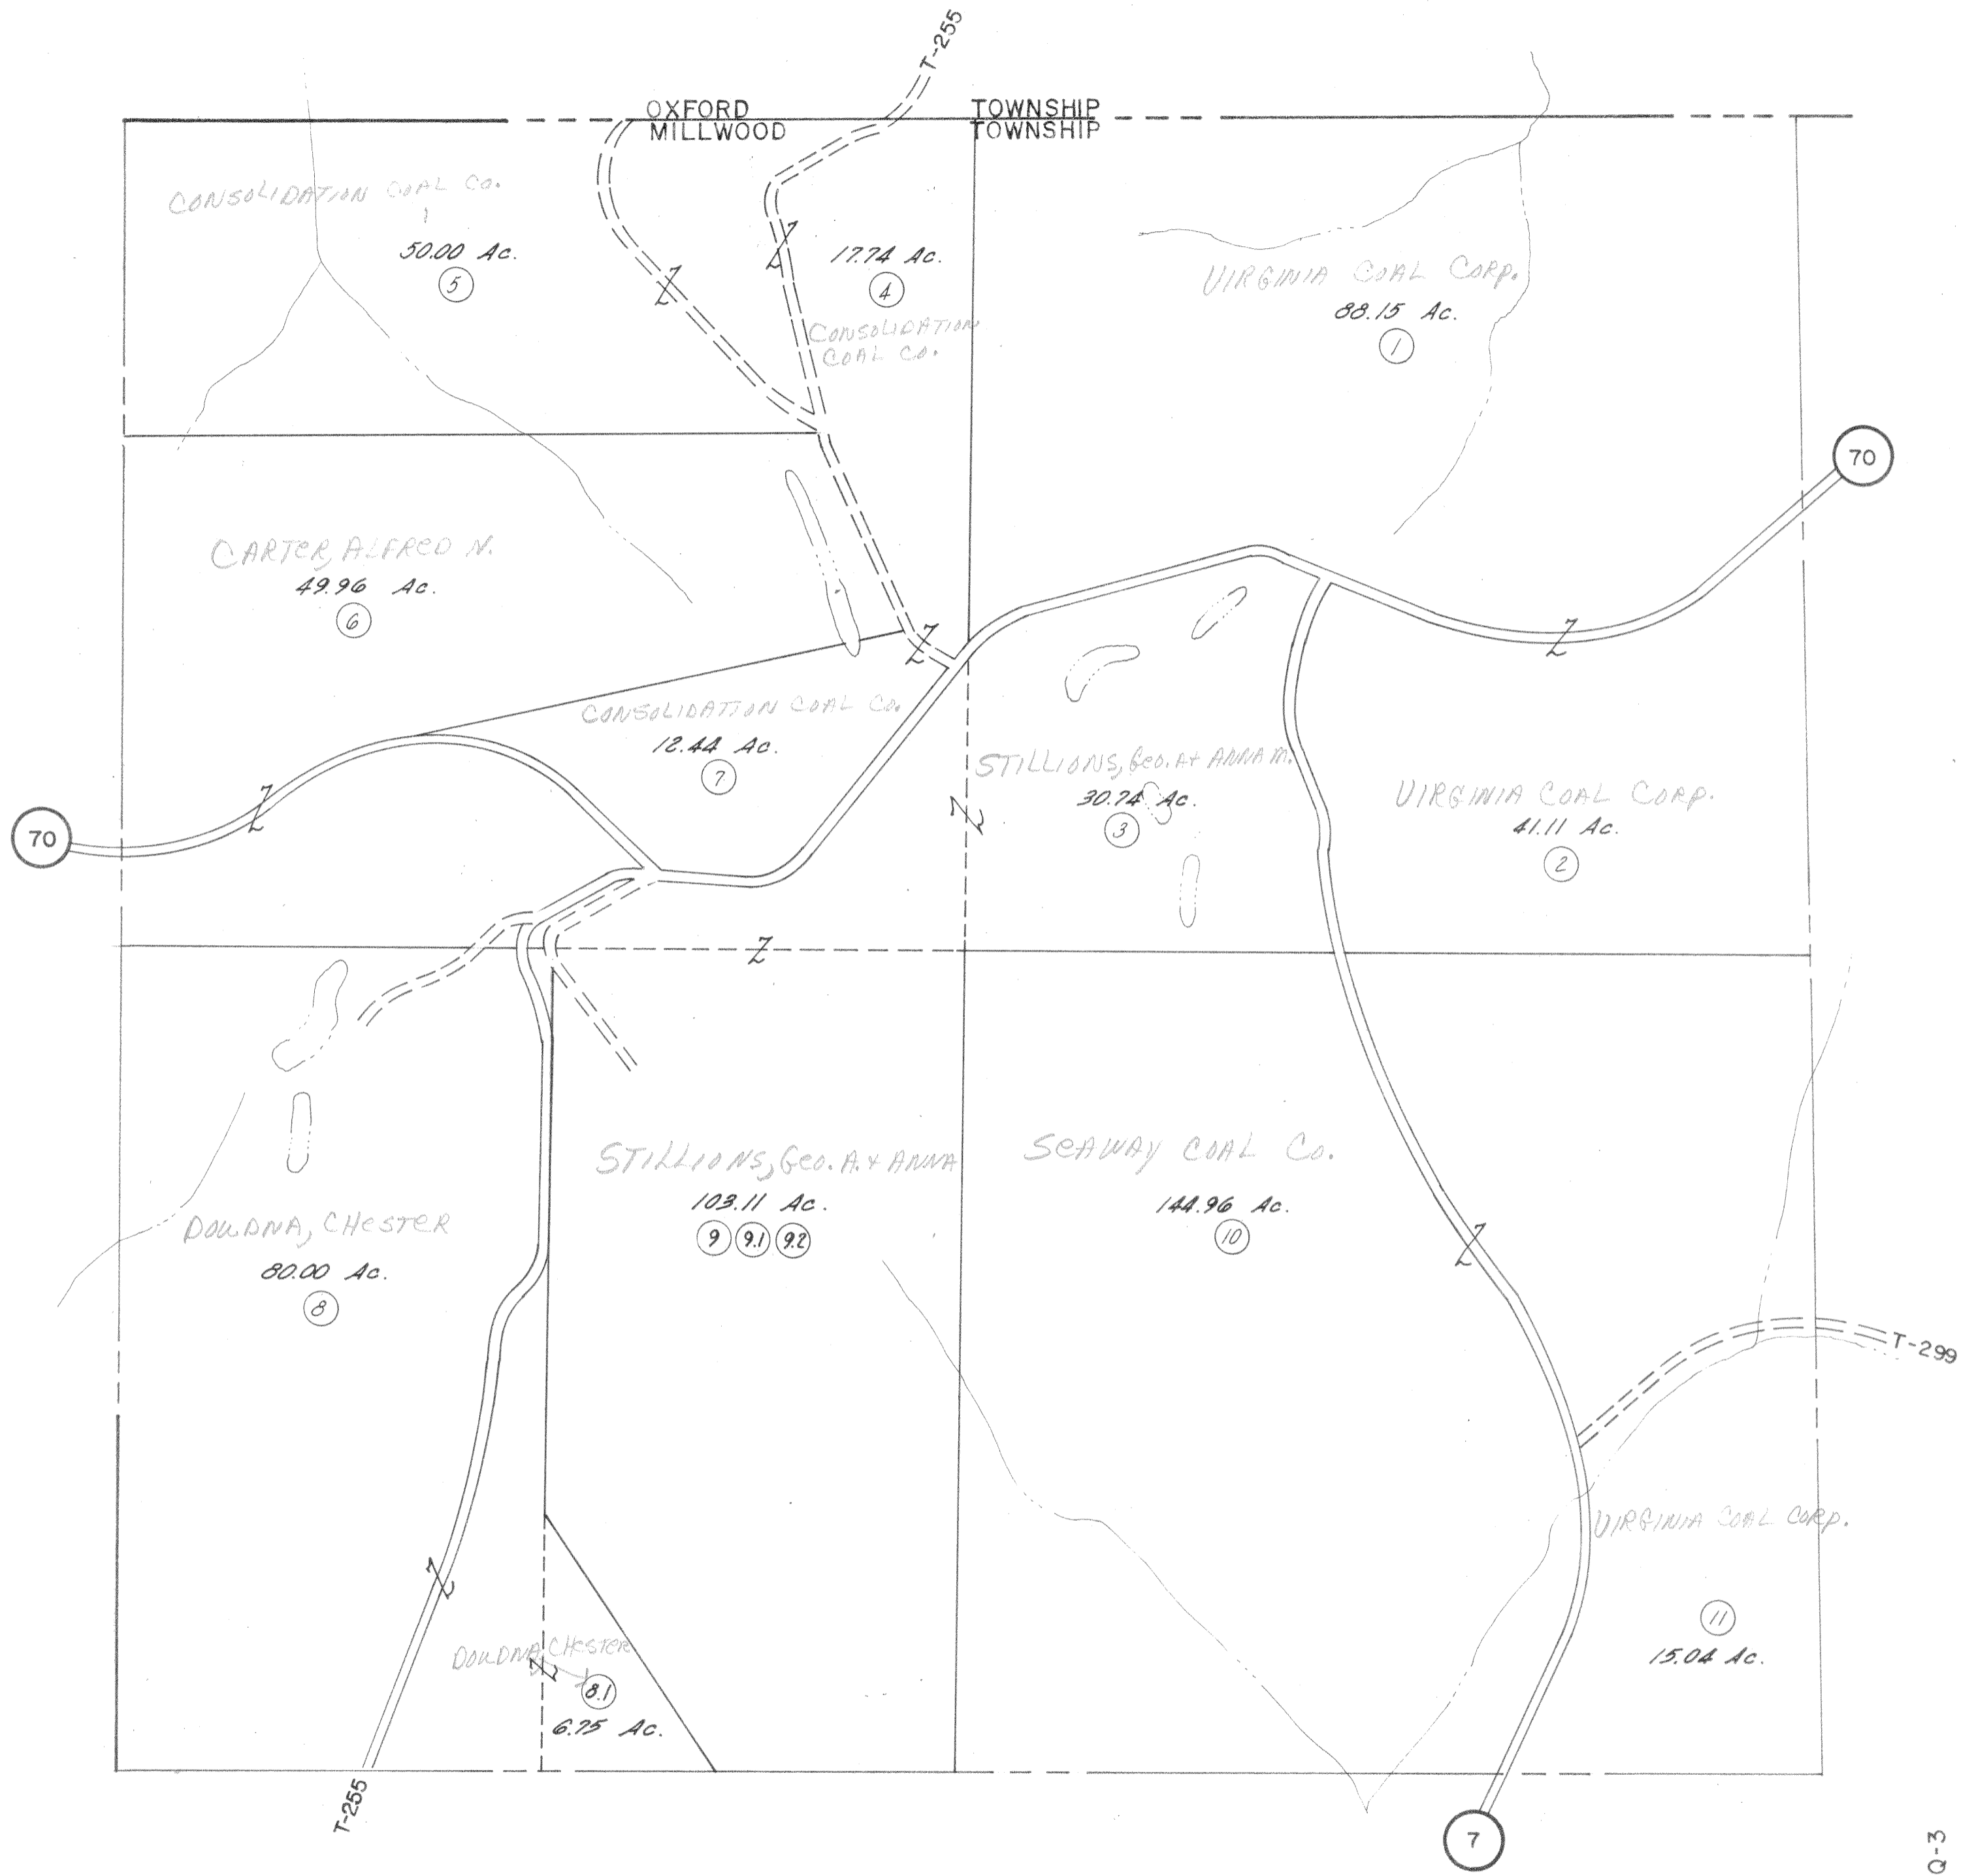 T-255
OXFORD TOWNSHIP
MILLWOOD TOWNSHIP
CONSOLIDATION COAL CO.
50.00 Ac.
5
17.74 Ac.
4
CONSOLIDATION
COAL CO.
VIRGINIA COAL CORP.
88.15 Ac.
1
70
CARTER, ALFRED N.
49.96 Ac.
6
CONSOLIDATION COAL CO.
12.44 Ac.
7
STILLIONS, GEO. A+ ANNA M.
30.74 Ac.
3
VIRGINIA COAL CORP.
41.11 Ac.
2
70
STILLIONS, GEO. A. + ANNA
103.11 Ac.
9 9.1 9.2
SEAWAY COAL CO.
144.96 Ac.
10
DOUDNA, CHESTER
80.00 Ac.
8
T-299
VIRGINIA COAL CORP.
11
15.04 Ac.
DOUDNA, CHESTER
8.1
6.75 Ac.
T-255
7
Q-3